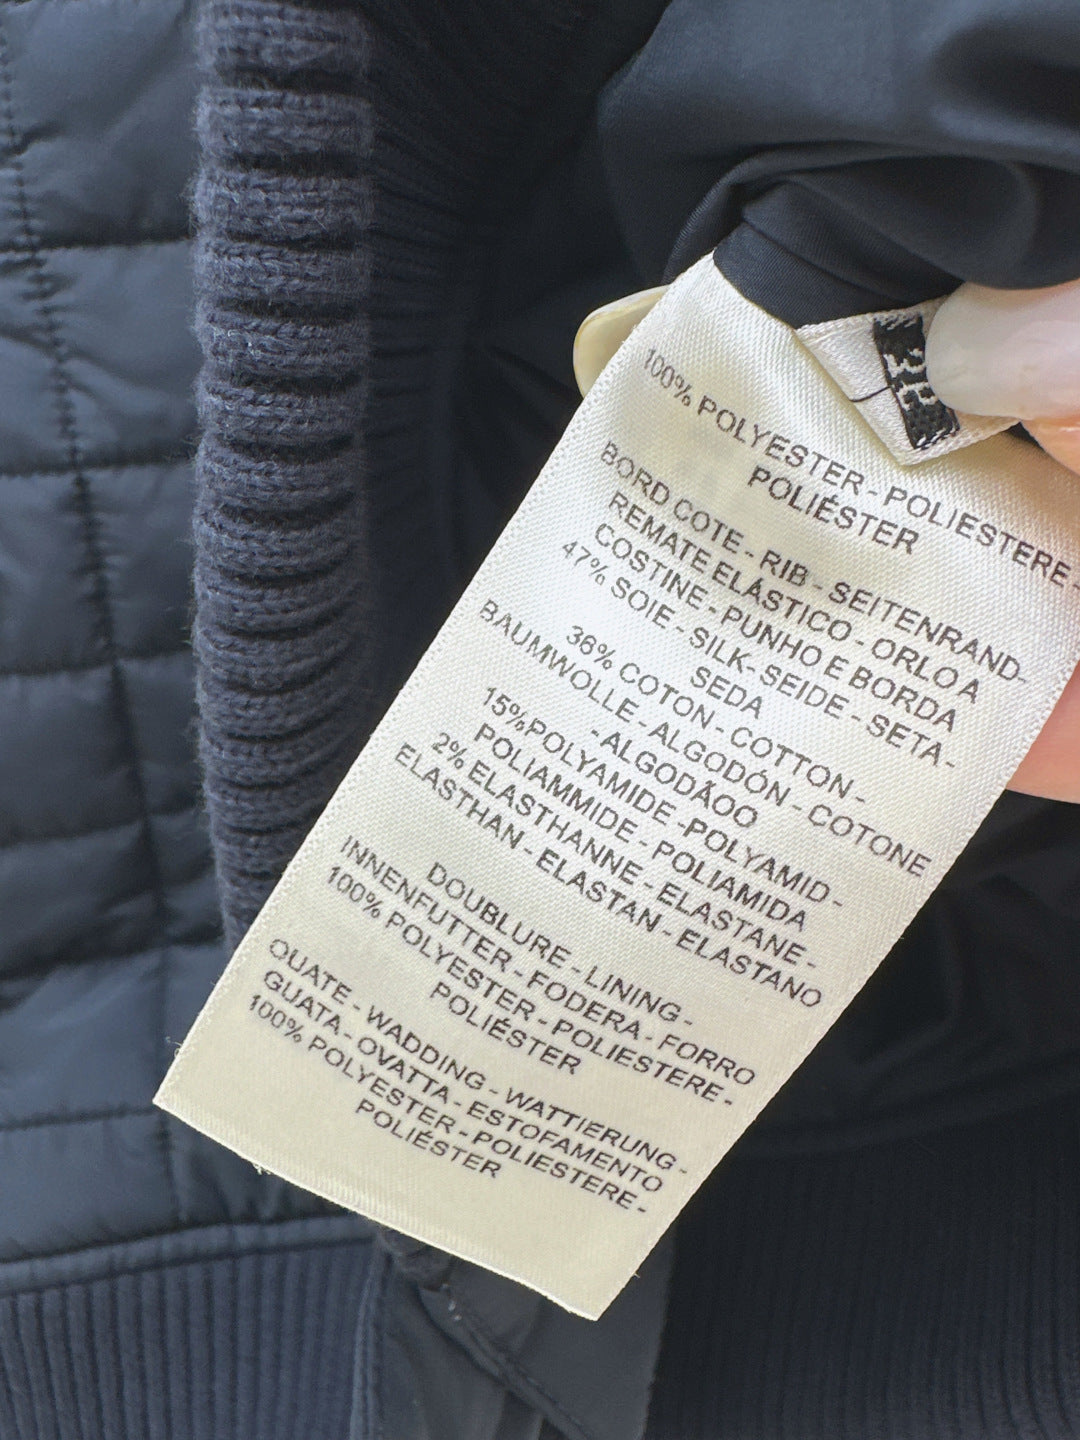 100% POLYESTER - POLIESTERE -
POLIÉSTER
BORD COTE - RIB - SEITENRAND-
REMATE ELÁSTICO - ORLO A
COSTINE - PUNHO E BORDA
47% SOIE - SILK- SEIDE - SETA -
SEDA
36% COTON - COTTON -
BAUMWOLLE - ALGODÓN - COTONE
- ALGODÃOO
15%POLYAMIDE -POLYAMID -
POLIAMMIDE - POLIAMIDA
2% ELASTHANNE - ELASTANE -
ELASTHAN - ELASTAN - ELASTANO
DOUBLURE - LINING -
INNENFUTTER - FODERA - FORRO
100% POLYESTER - POLIESTERE -
POLIÉSTER
OUATE - WADDING - WATTIERUNG -
GUATA - OVATTA - ESTOFAMENTO
100% POLYESTER - POLIESTERE -
POLIÉSTER